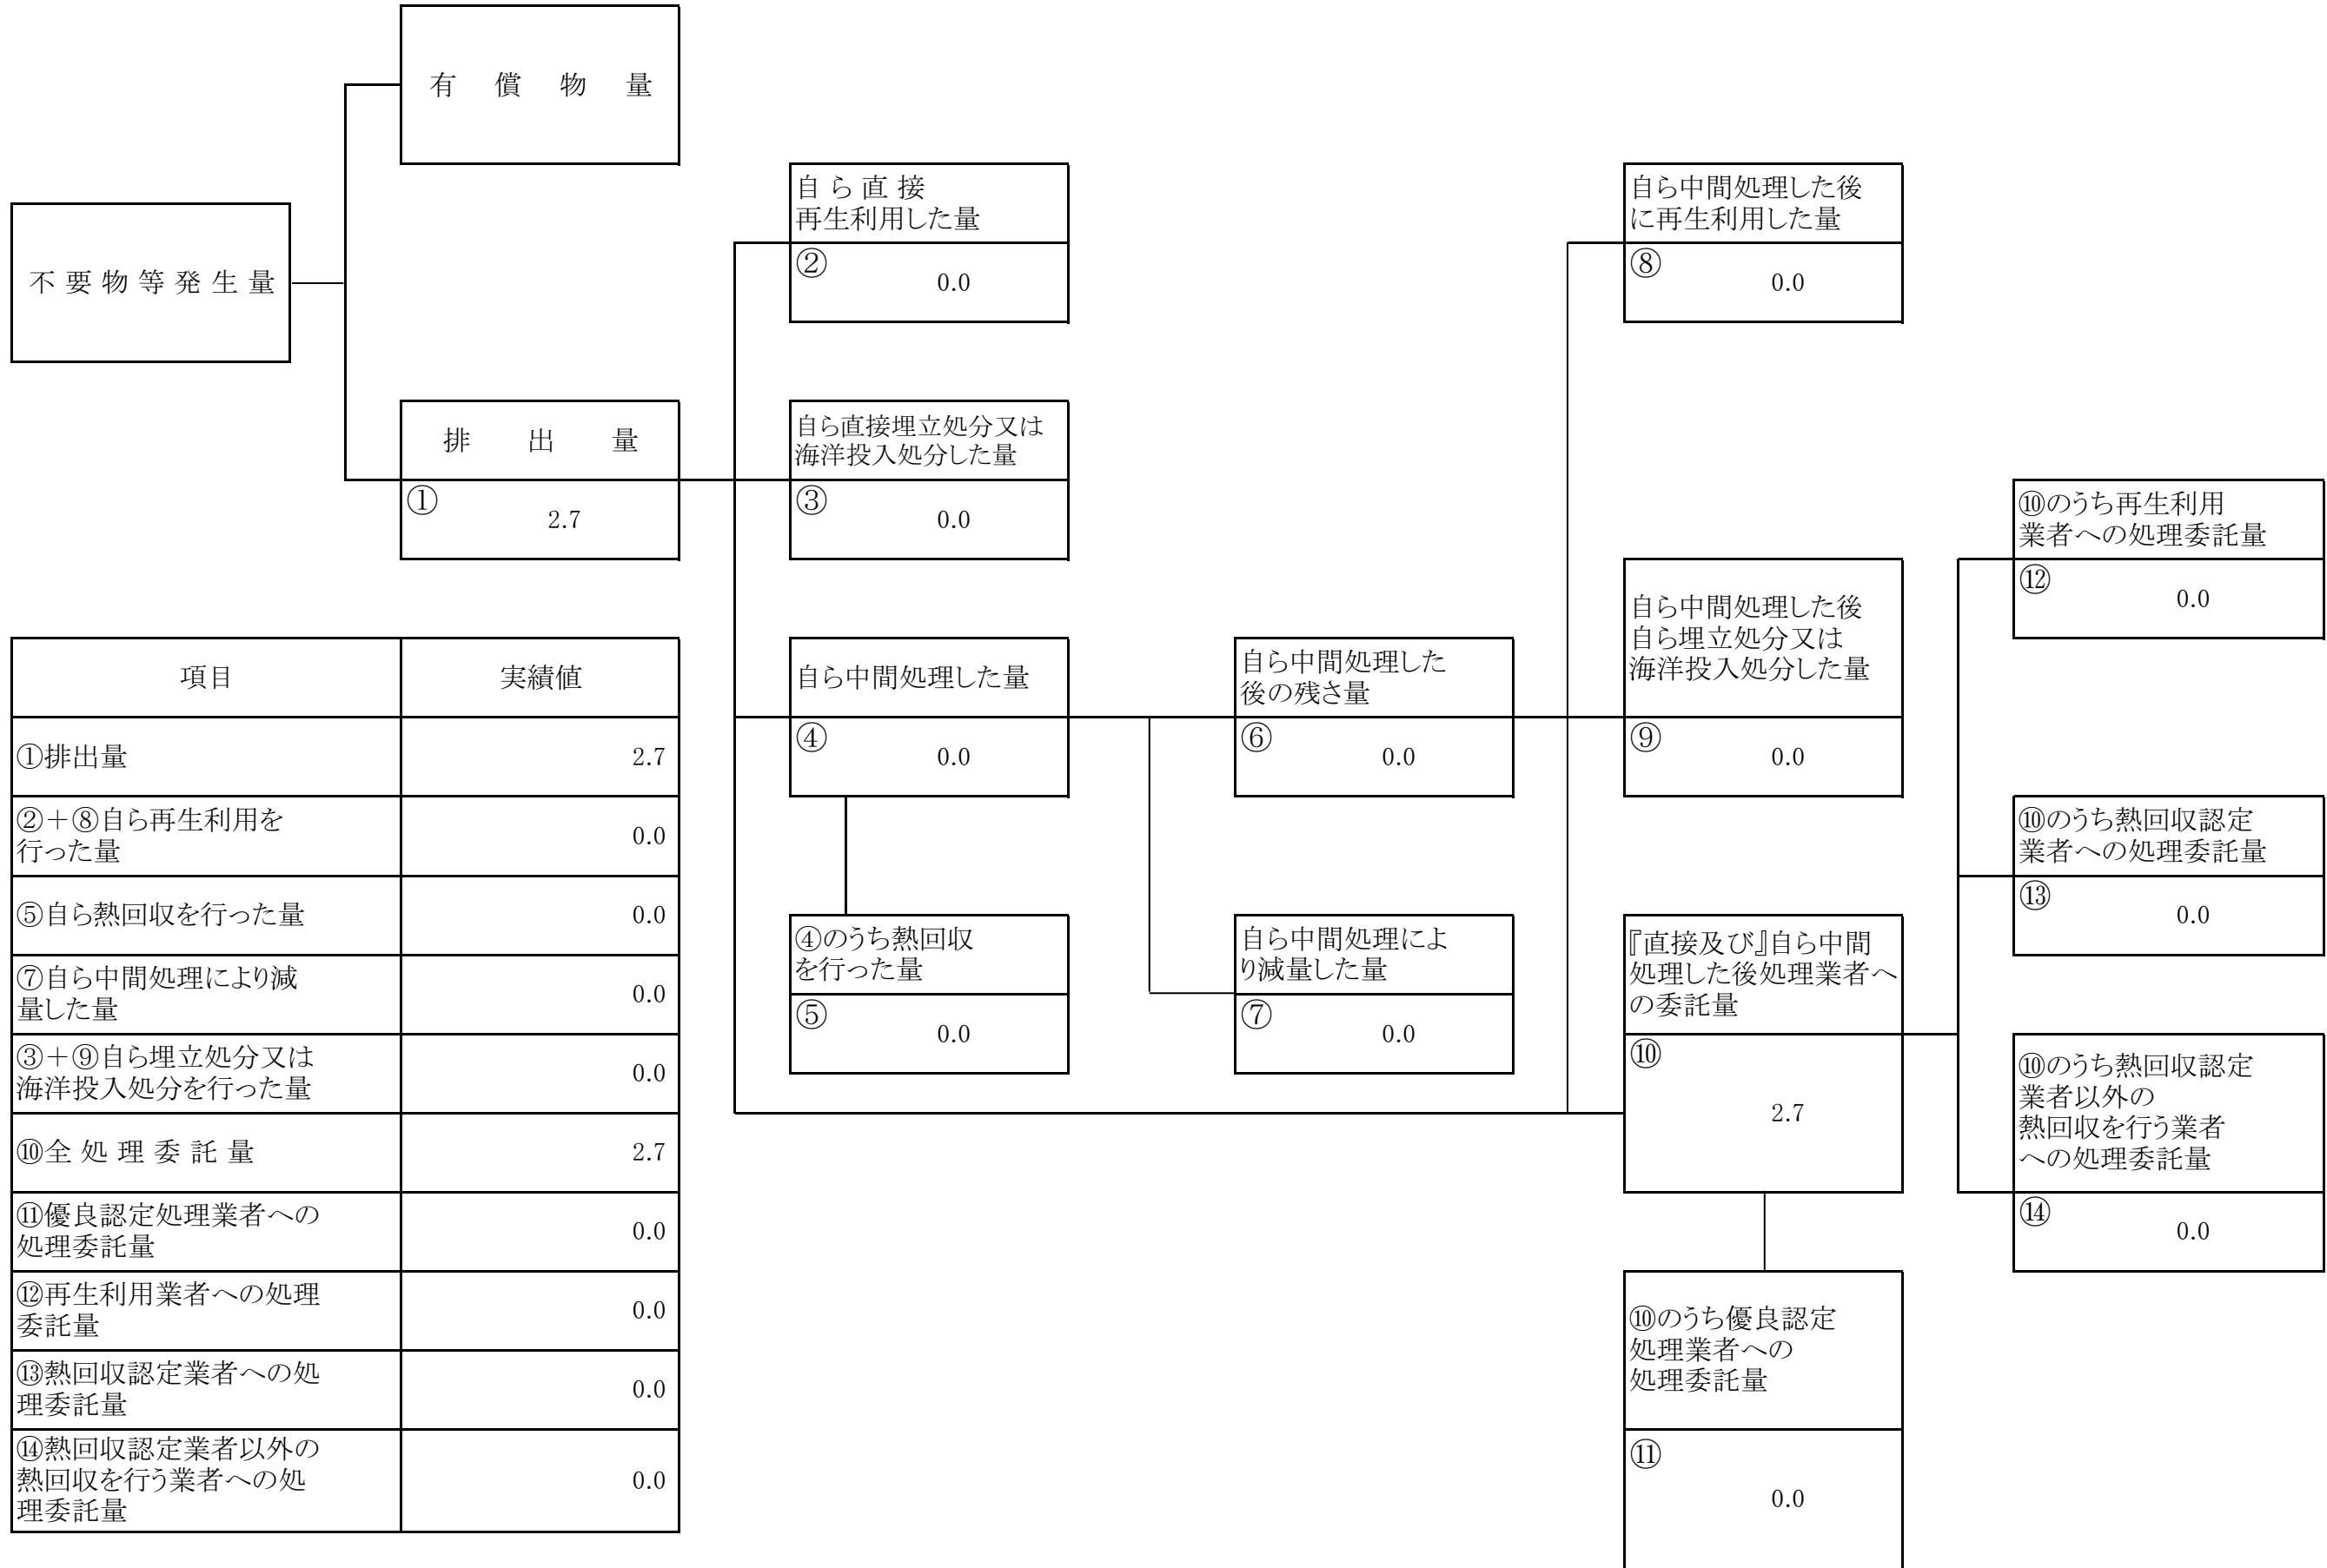 有償物量
不要物等発生量
排出量
①
2.7
自ら直接
再生利用した量
②
0.0
自ら直接埋立処分又は
海洋投入処分した量
③
0.0
自ら中間処理した量
④
0.0
④のうち熱回収
を行った量
⑤
0.0
自ら中間処理した
後の残さ量
⑥
0.0
自ら中間処理によ
り減量した量
⑦
0.0
自ら中間処理した後
に再生利用した量
⑧
0.0
自ら中間処理した後
自ら埋立処分又は
海洋投入処分した量
⑨
0.0
『直接及び』自ら中間
処理した後処理業者へ
の委託量
⑩
2.7
⑩のうち優良認定
処理業者への
処理委託量
⑪
0.0
⑩のうち再生利用
業者への処理委託量
⑫
0.0
⑩のうち熱回収認定
業者への処理委託量
⑬
0.0
⑩のうち熱回収認定
業者以外の
熱回収を行う業者
への処理委託量
⑭
0.0
項目 実績値
①排出量 2.7
②＋⑧自ら再生利用を
行った量 0.0
⑤自ら熱回収を行った量 0.0
⑦自ら中間処理により減
量した量 0.0
③＋⑨自ら埋立処分又は
海洋投入処分を行った量 0.0
⑩全処理委託量 2.7
⑪優良認定処理業者への
処理委託量 0.0
⑫再生利用業者への処理
委託量 0.0
⑬熱回収認定業者への処
理委託量 0.0
⑭熱回収認定業者以外の
熱回収を行う業者への処
理委託量 0.0